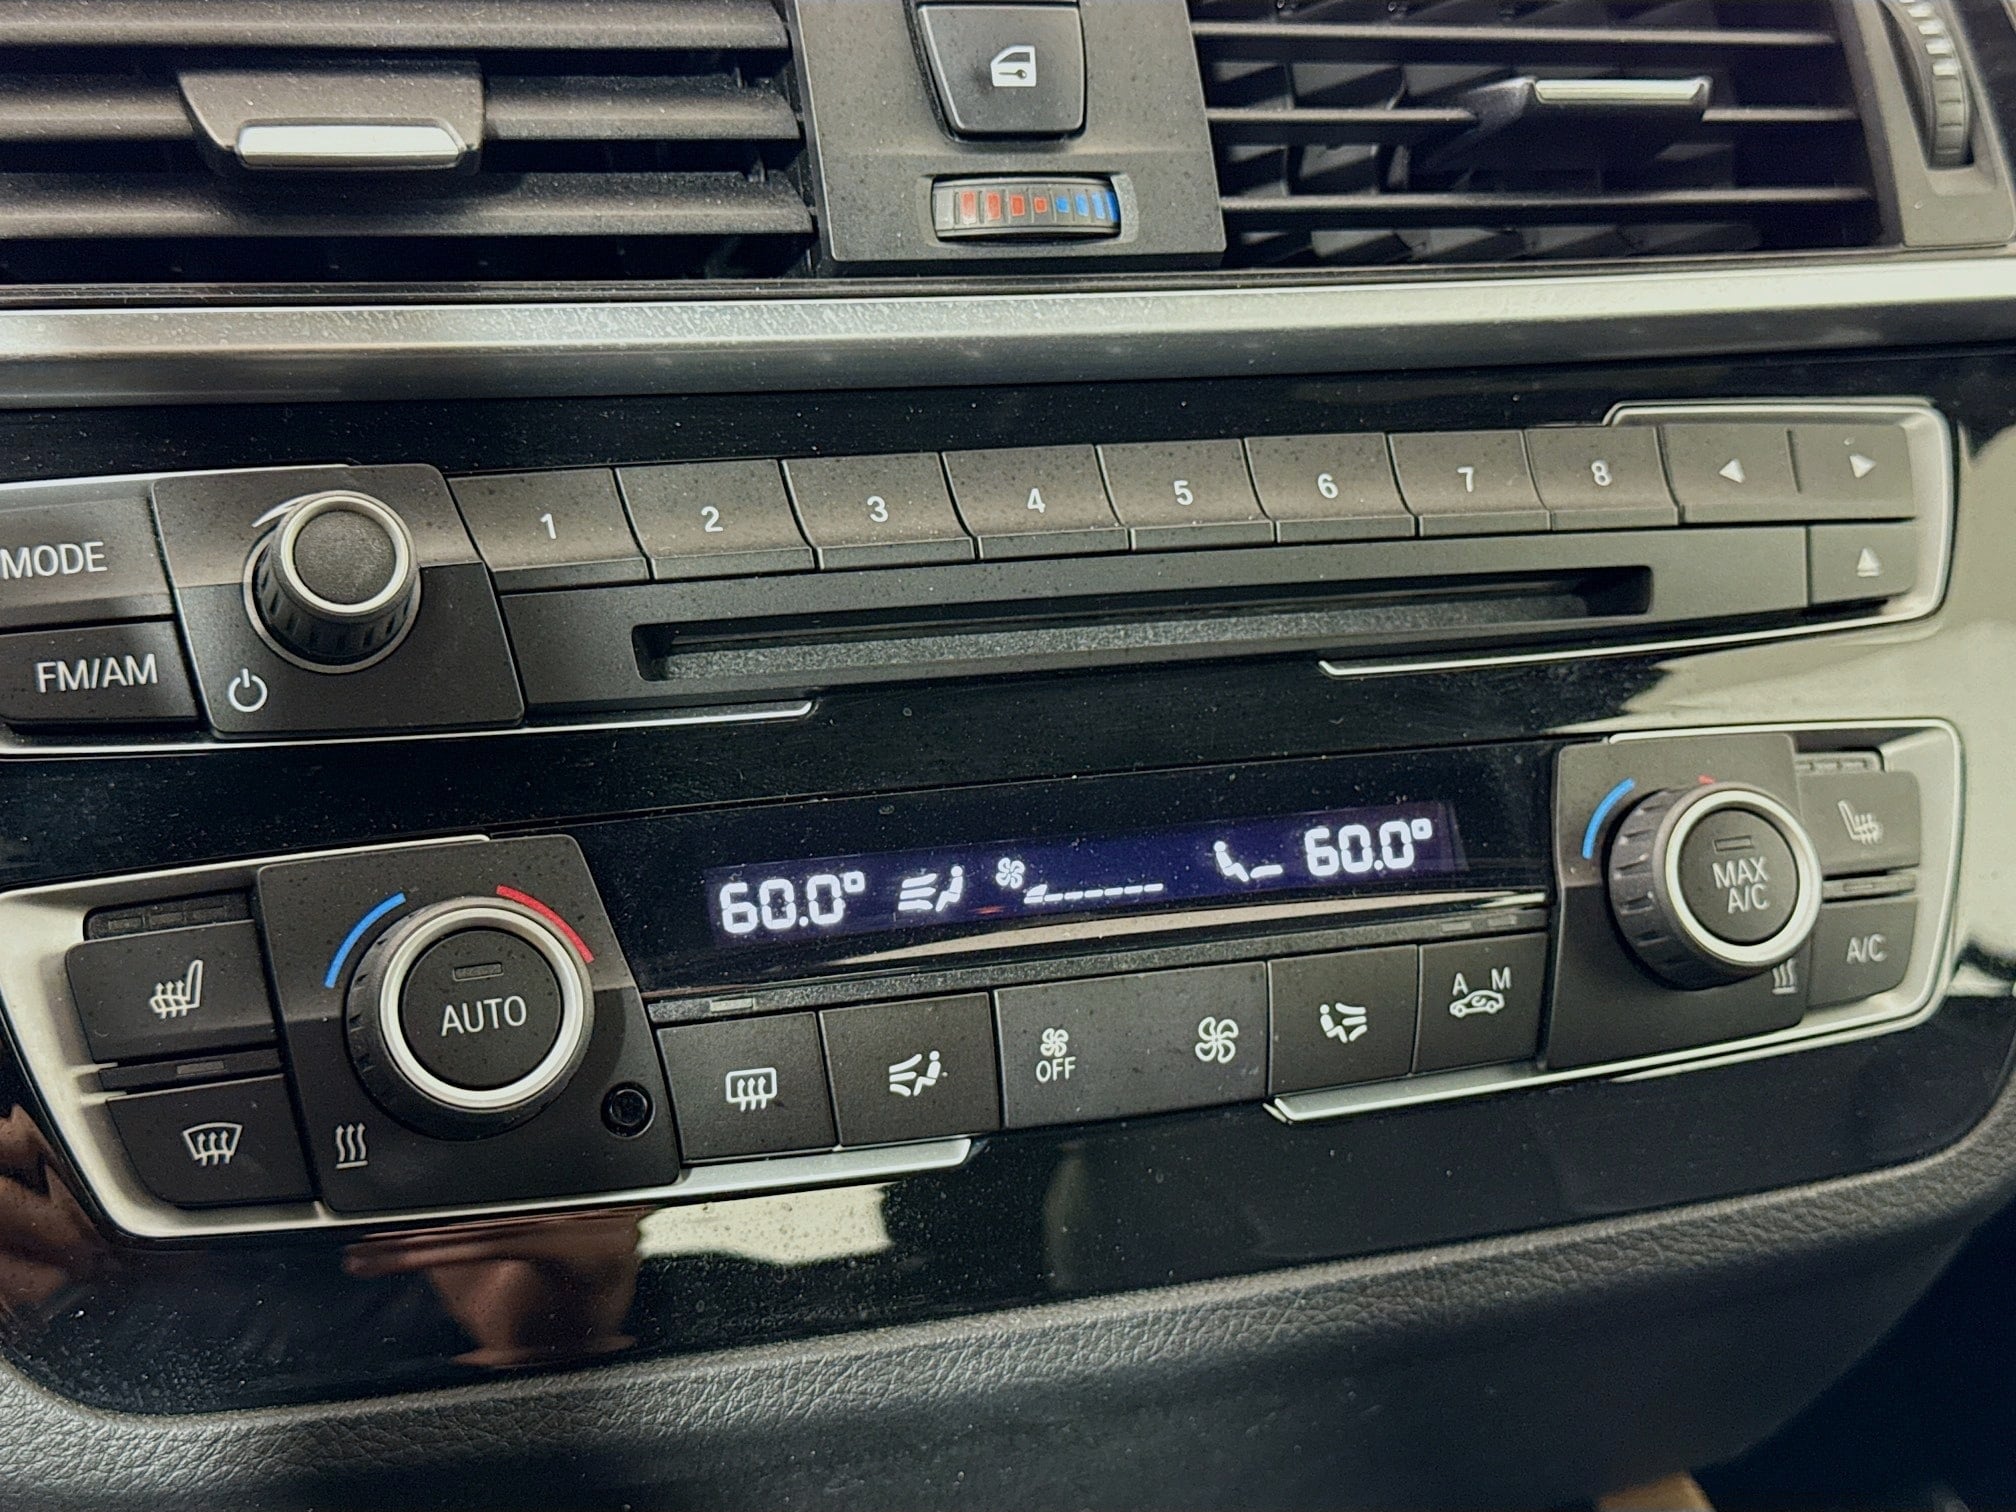 MODE
1 2 3 4 5 6 7 8
FM/AM
60.0° 60.0°
MAX
A/C
AUTO
A/C
A M
OFF